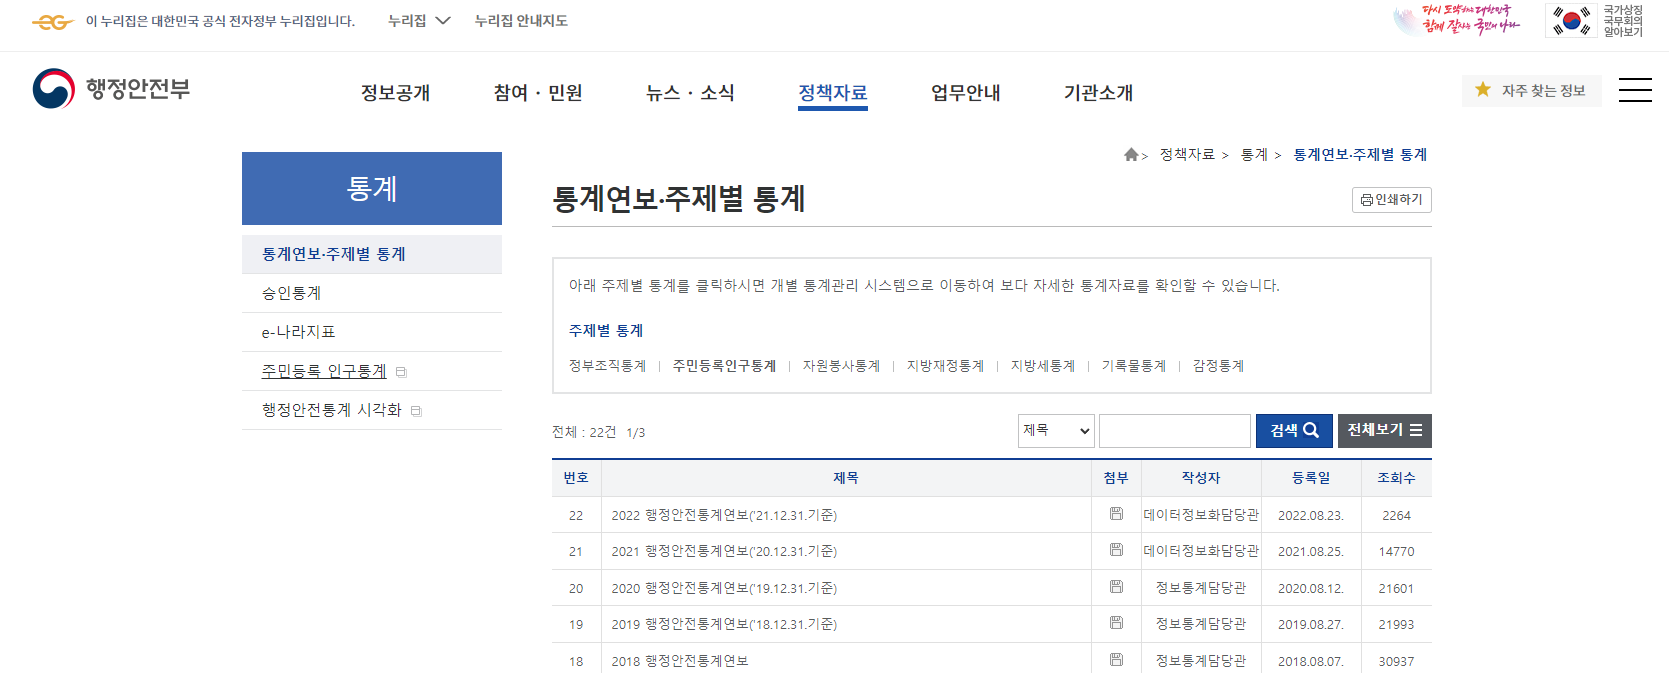 이 누리집은 대한민국 공식 전자정부 누리집입니다.
누리집
누리집 안내지도
다시 도약하는 대한민국
함께 잘사는 국민의 나라
국가상징
국무회의
알아보기
행정안전부
정보공개
참여 · 민원
뉴스 · 소식
정책자료
업무안내
기관소개
자주 찾는 정보
> 정책자료 > 통계 > 통계연보·주제별 통계
통계
통계연보·주제별 통계
승인통계
e-나라지표
주민등록 인구통계
행정안전통계 시각화
통계연보·주제별 통계
인쇄하기
아래 주제별 통계를 클릭하시면 개별 통계관리 시스템으로 이동하여 보다 자세한 통계자료를 확인할 수 있습니다.
주제별 통계
정부조직통계 | 주민등록인구통계 | 자원봉사통계 | 지방재정통계 | 지방세통계 | 기록물통계 | 감정통계
전체 : 22건 1/3
제목
검색
전체보기
번호 제목 첨부 작성자 등록일 조회수
22 2022 행정안전통계연보('21.12.31.기준) 데이터정보화담당관 2022.08.23. 2264
21 2021 행정안전통계연보('20.12.31.기준) 데이터정보화담당관 2021.08.25. 14770
20 2020 행정안전통계연보('19.12.31.기준) 정보통계담당관 2020.08.12. 21601
19 2019 행정안전통계연보('18.12.31.기준) 정보통계담당관 2019.08.27. 21993
18 2018 행정안전통계연보 정보통계담당관 2018.08.07. 30937